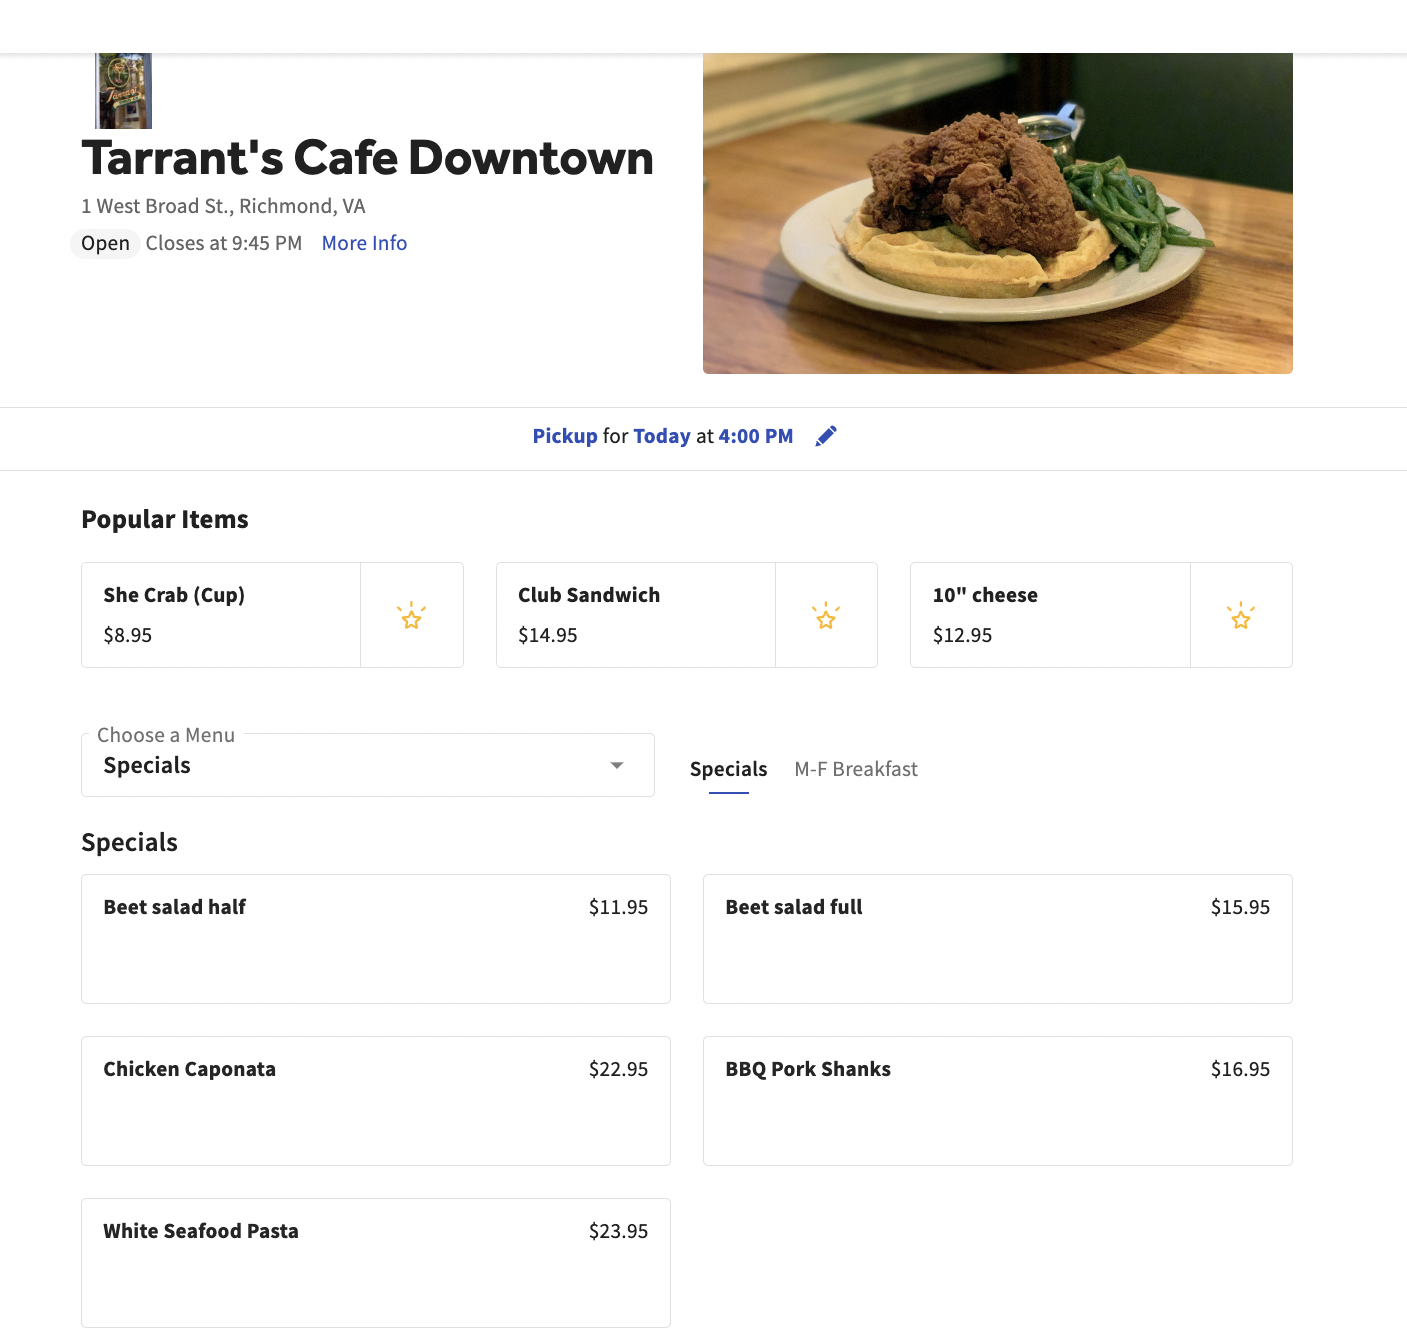 Tarrant's
Tarrant's Cafe Downtown
1 West Broad St., Richmond, VA
Open Closes at 9:45 PM More Info
Pickup for Today at 4:00 PM
Popular Items
She Crab (Cup)
$8.95
Club Sandwich
$14.95
10" cheese
$12.95
Choose a Menu
Specials
Specials M-F Breakfast
Specials
Beet salad half $11.95
Beet salad full $15.95
Chicken Caponata $22.95
BBQ Pork Shanks $16.95
White Seafood Pasta $23.95